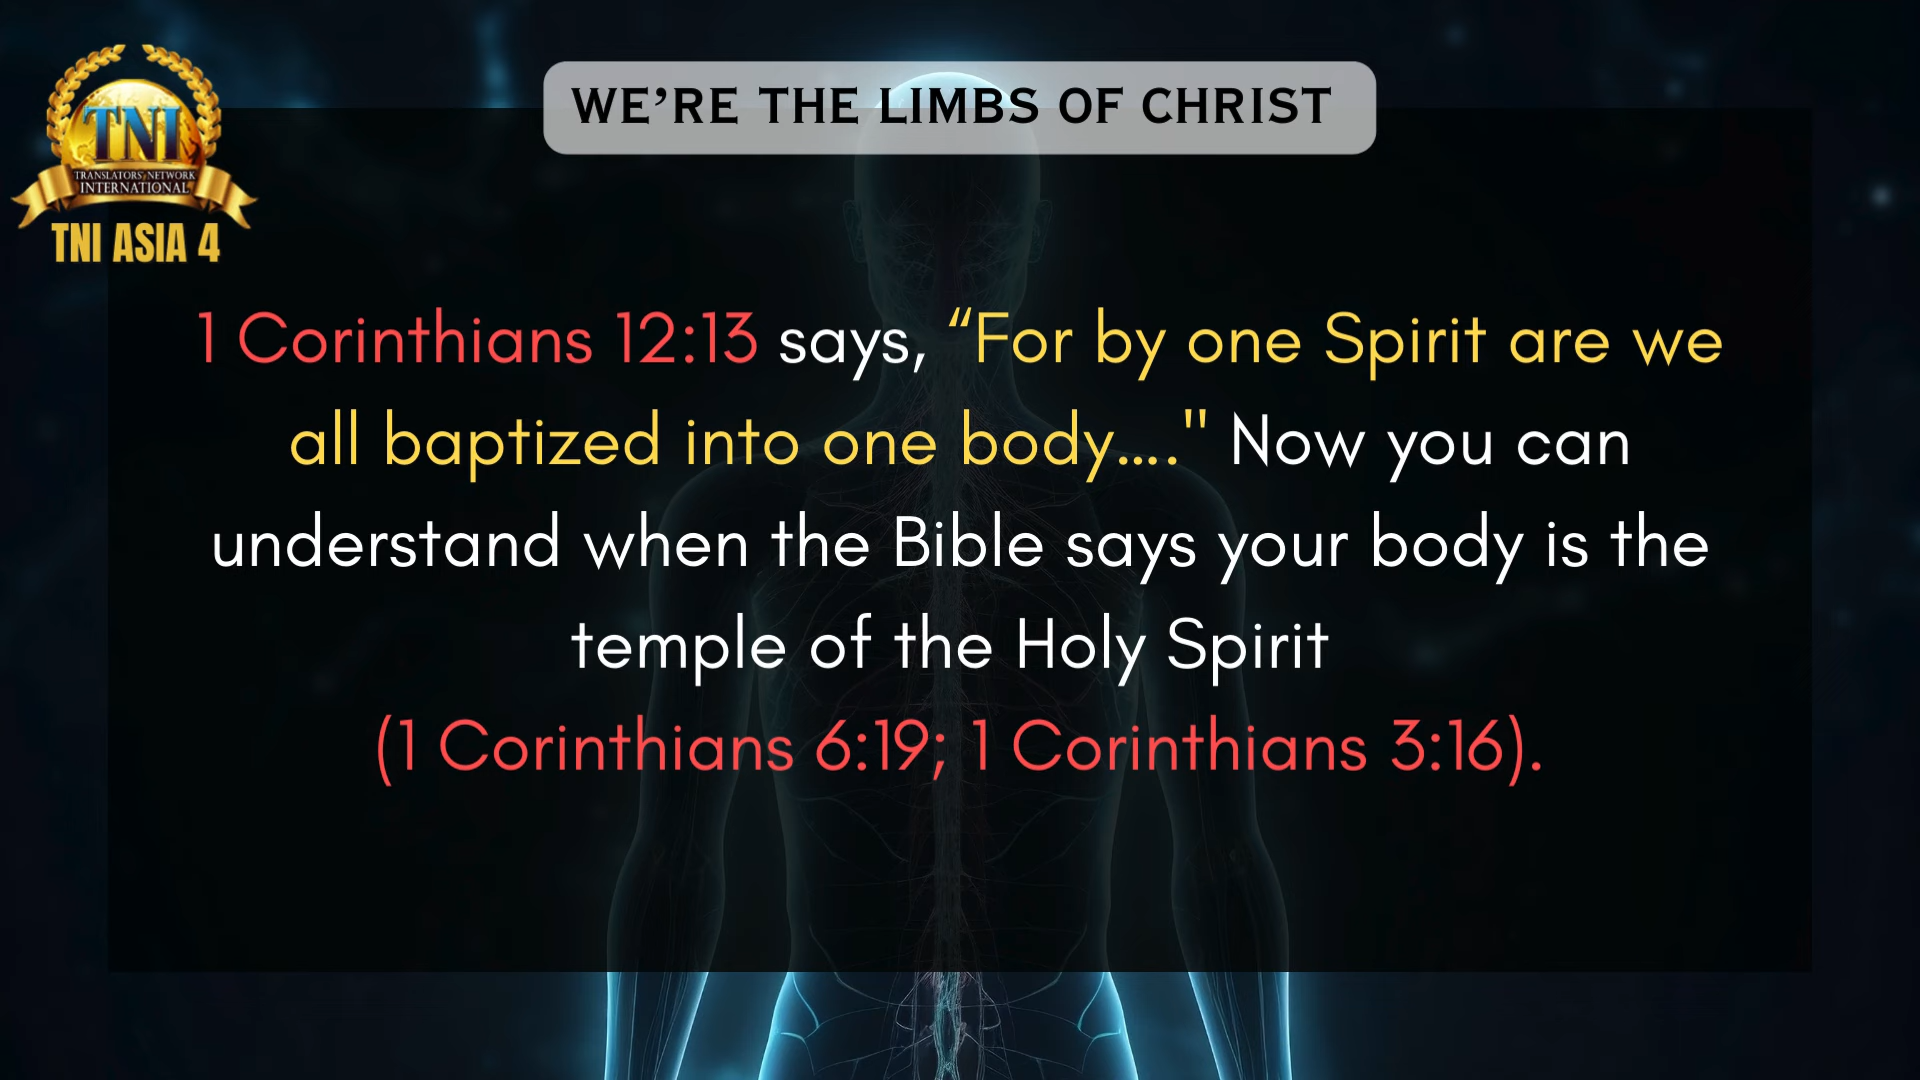 TNI
TRANSLATORS' NETWORK
INTERNATIONAL
TNI ASIA 4
WE’RE THE LIMBS OF CHRIST
1 Corinthians 12:13 says, “For by one Spirit are we
all baptized into one body...." Now you can
understand when the Bible says your body is the
temple of the Holy Spirit
(1 Corinthians 6:19; 1 Corinthians 3:16).